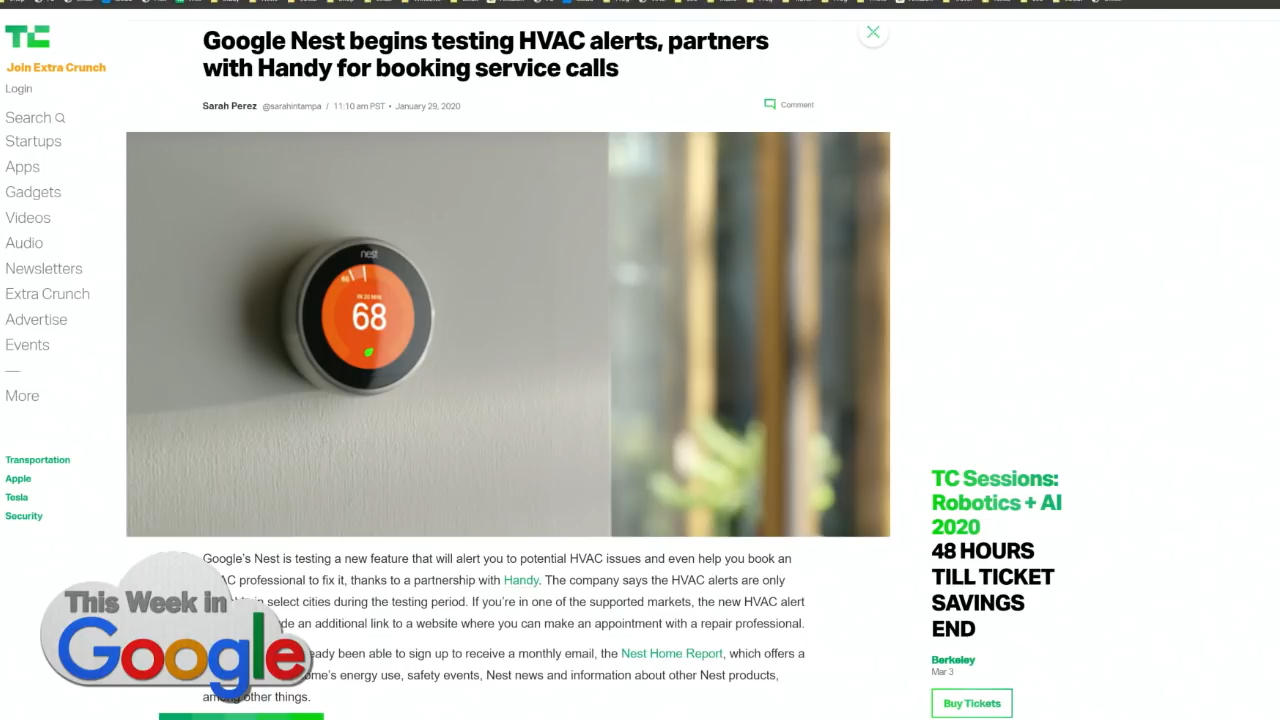 TC
Join Extra Crunch
Login
Search
Startups
Apps
Gadgets
Videos
Audio
Newsletters
Extra Crunch
Advertise
Events
—
More
Transportation
Apple
Tesla
Security
Google Nest begins testing HVAC alerts, partners
with Handy for booking service calls
Sarah Perez @sarahintampa / 11:10 am PST • January 29, 2020
Comment
nest
IN 20 MIN
68
Google's Nest is testing a new feature that will alert you to potential HVAC issues and even help you book an
AC professional to fix it, thanks to a partnership with Handy. The company says the HVAC alerts are only
in select cities during the testing period. If you're in one of the supported markets, the new HVAC alert
de an additional link to a website where you can make an appointment with a repair professional.
eady been able to sign up to receive a monthly email, the Nest Home Report, which offers a
ome's energy use, safety events, Nest news and information about other Nest products,
among other things.
This Week in
Google
TC Sessions:
Robotics + AI
2020
48 HOURS
TILL TICKET
SAVINGS
END
Berkeley
Mar 3
Buy Tickets